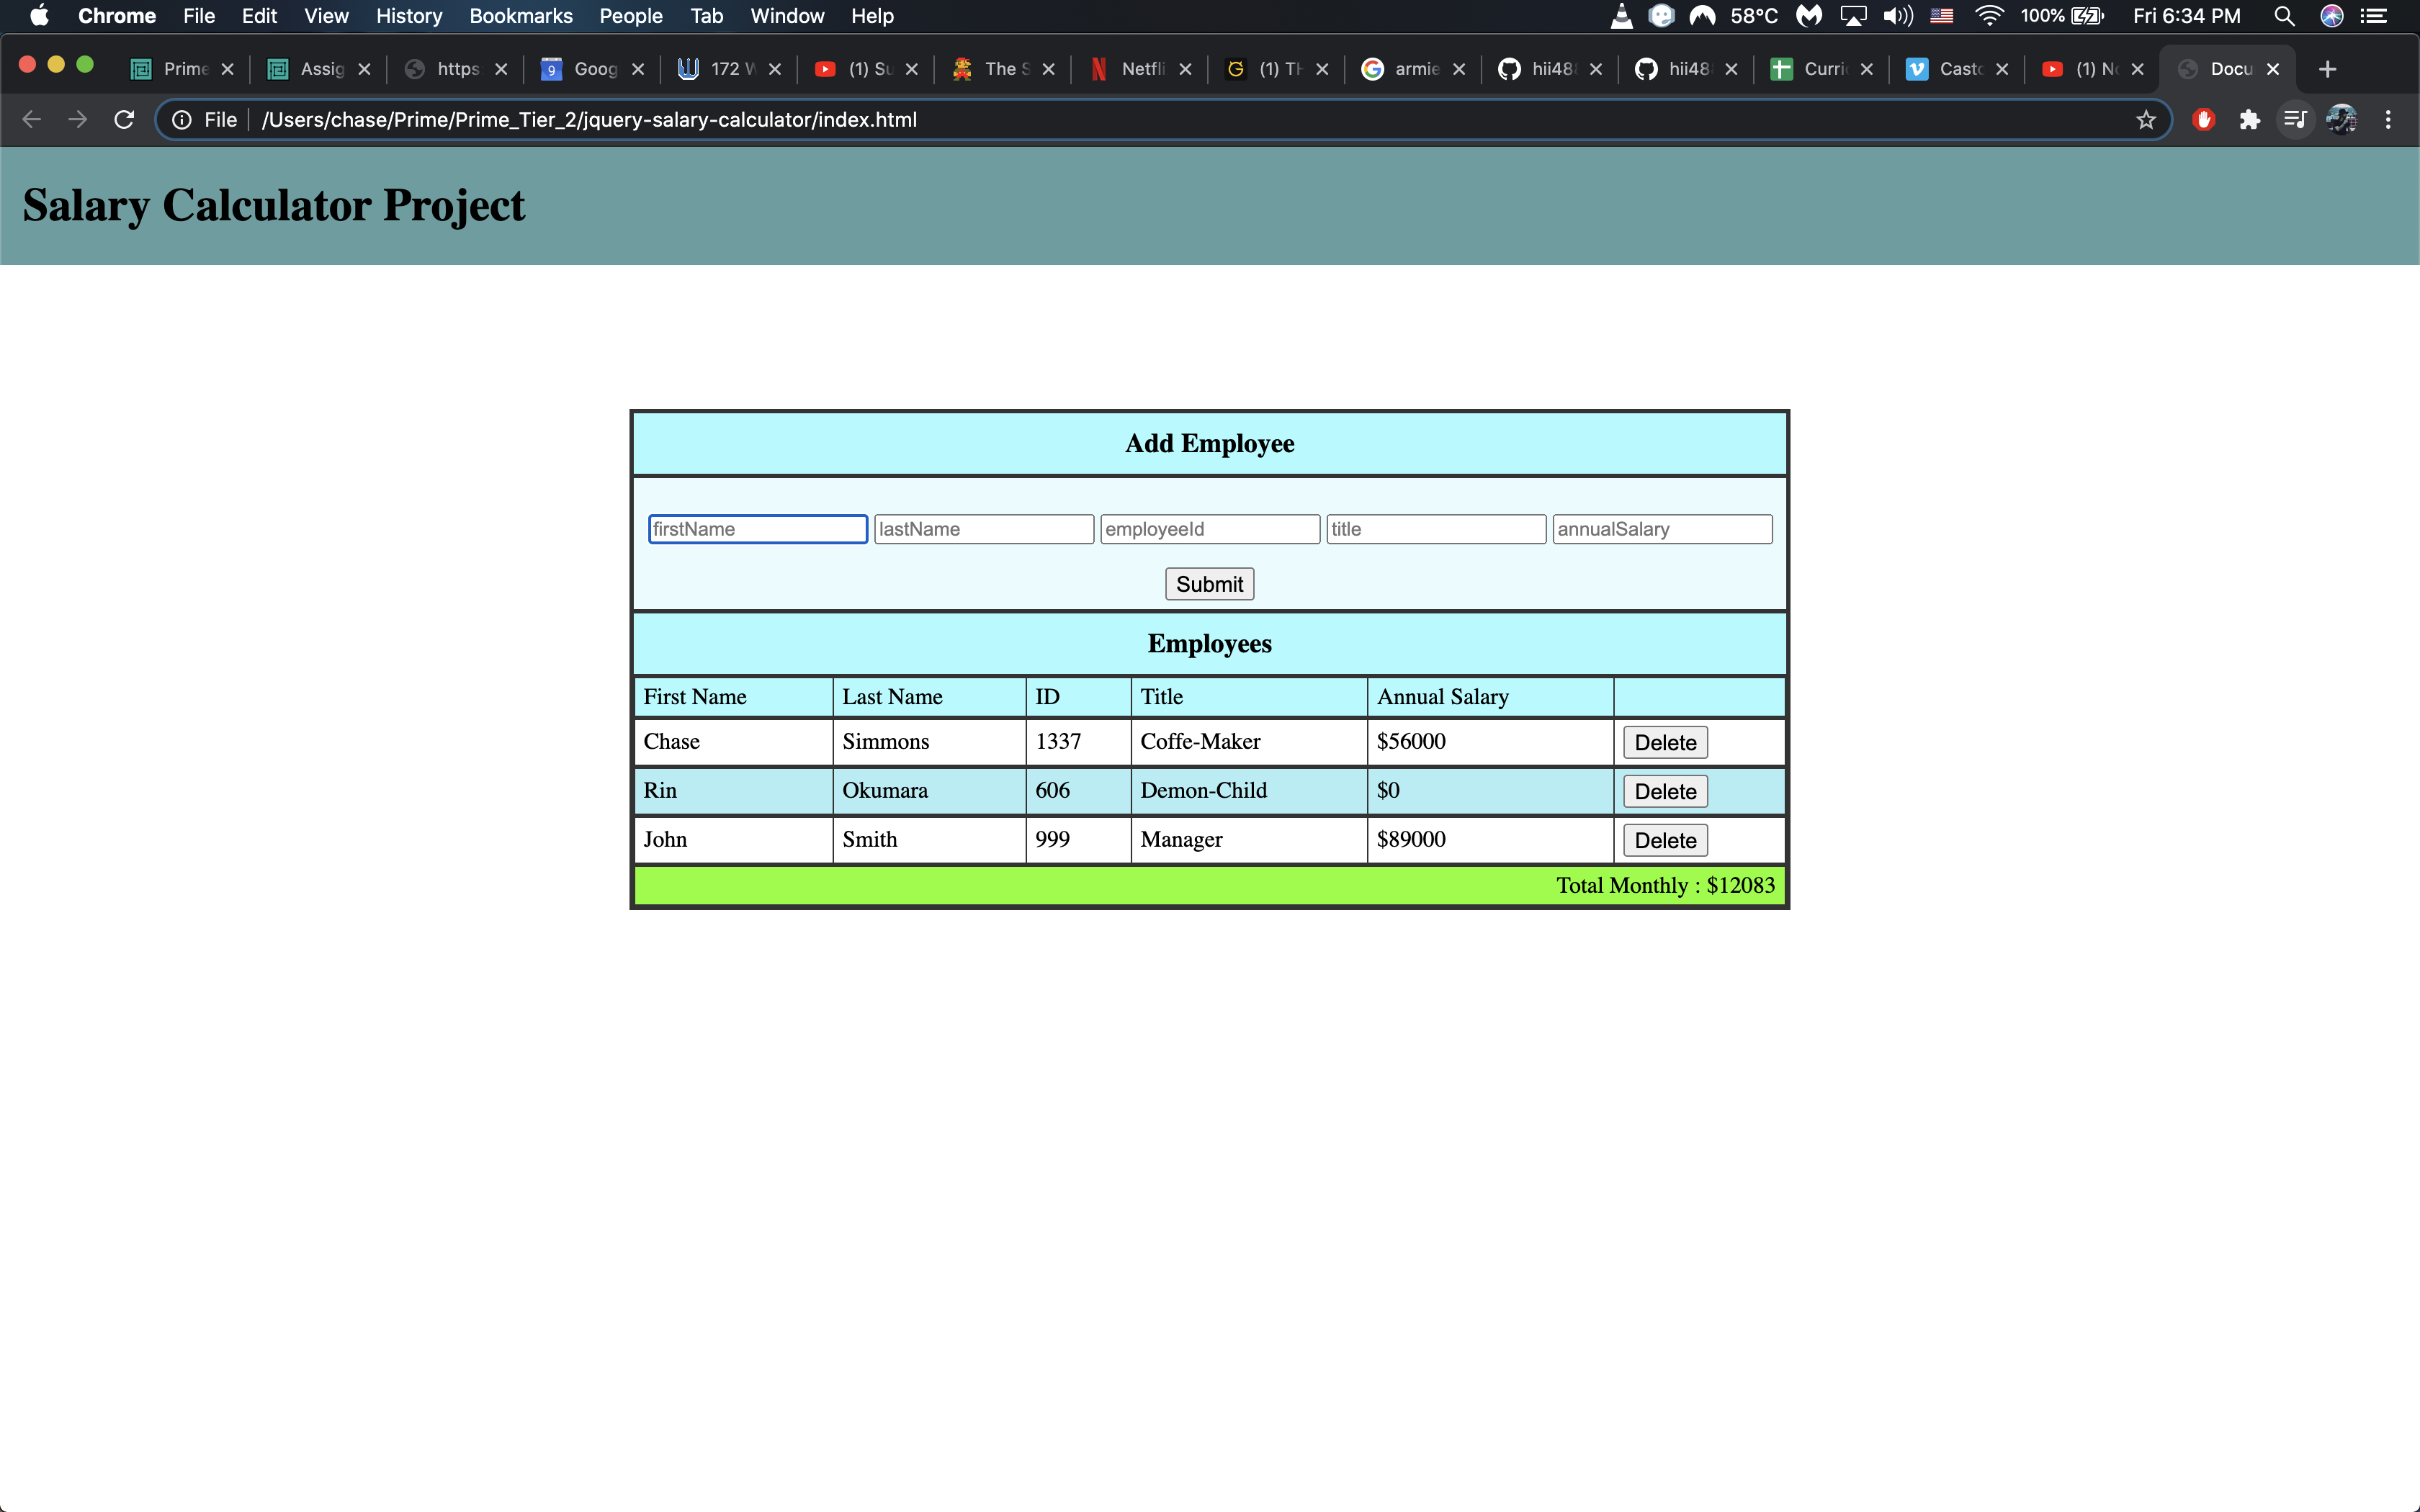 Chrome File Edit View History Bookmarks People Tab Window Help 58°C 100% Fri 6:34 PM
Prime Assig https 9 Goog 172 (1) Su The S Netfli (1) armie hii48 hii48 Curri Castc (1) No Docu
File /Users/chase/Prime/Prime_Tier_2/jquery-salary-calculator/index.html
Salary Calculator Project
Add Employee
firstName lastName employeeId title annualSalary
Submit
Employees
First Name Last Name ID Title Annual Salary
Chase Simmons 1337 Coffe-Maker $56000 Delete
Rin Okumara 606 Demon-Child $0 Delete
John Smith 999 Manager $89000 Delete
Total Monthly : $12083